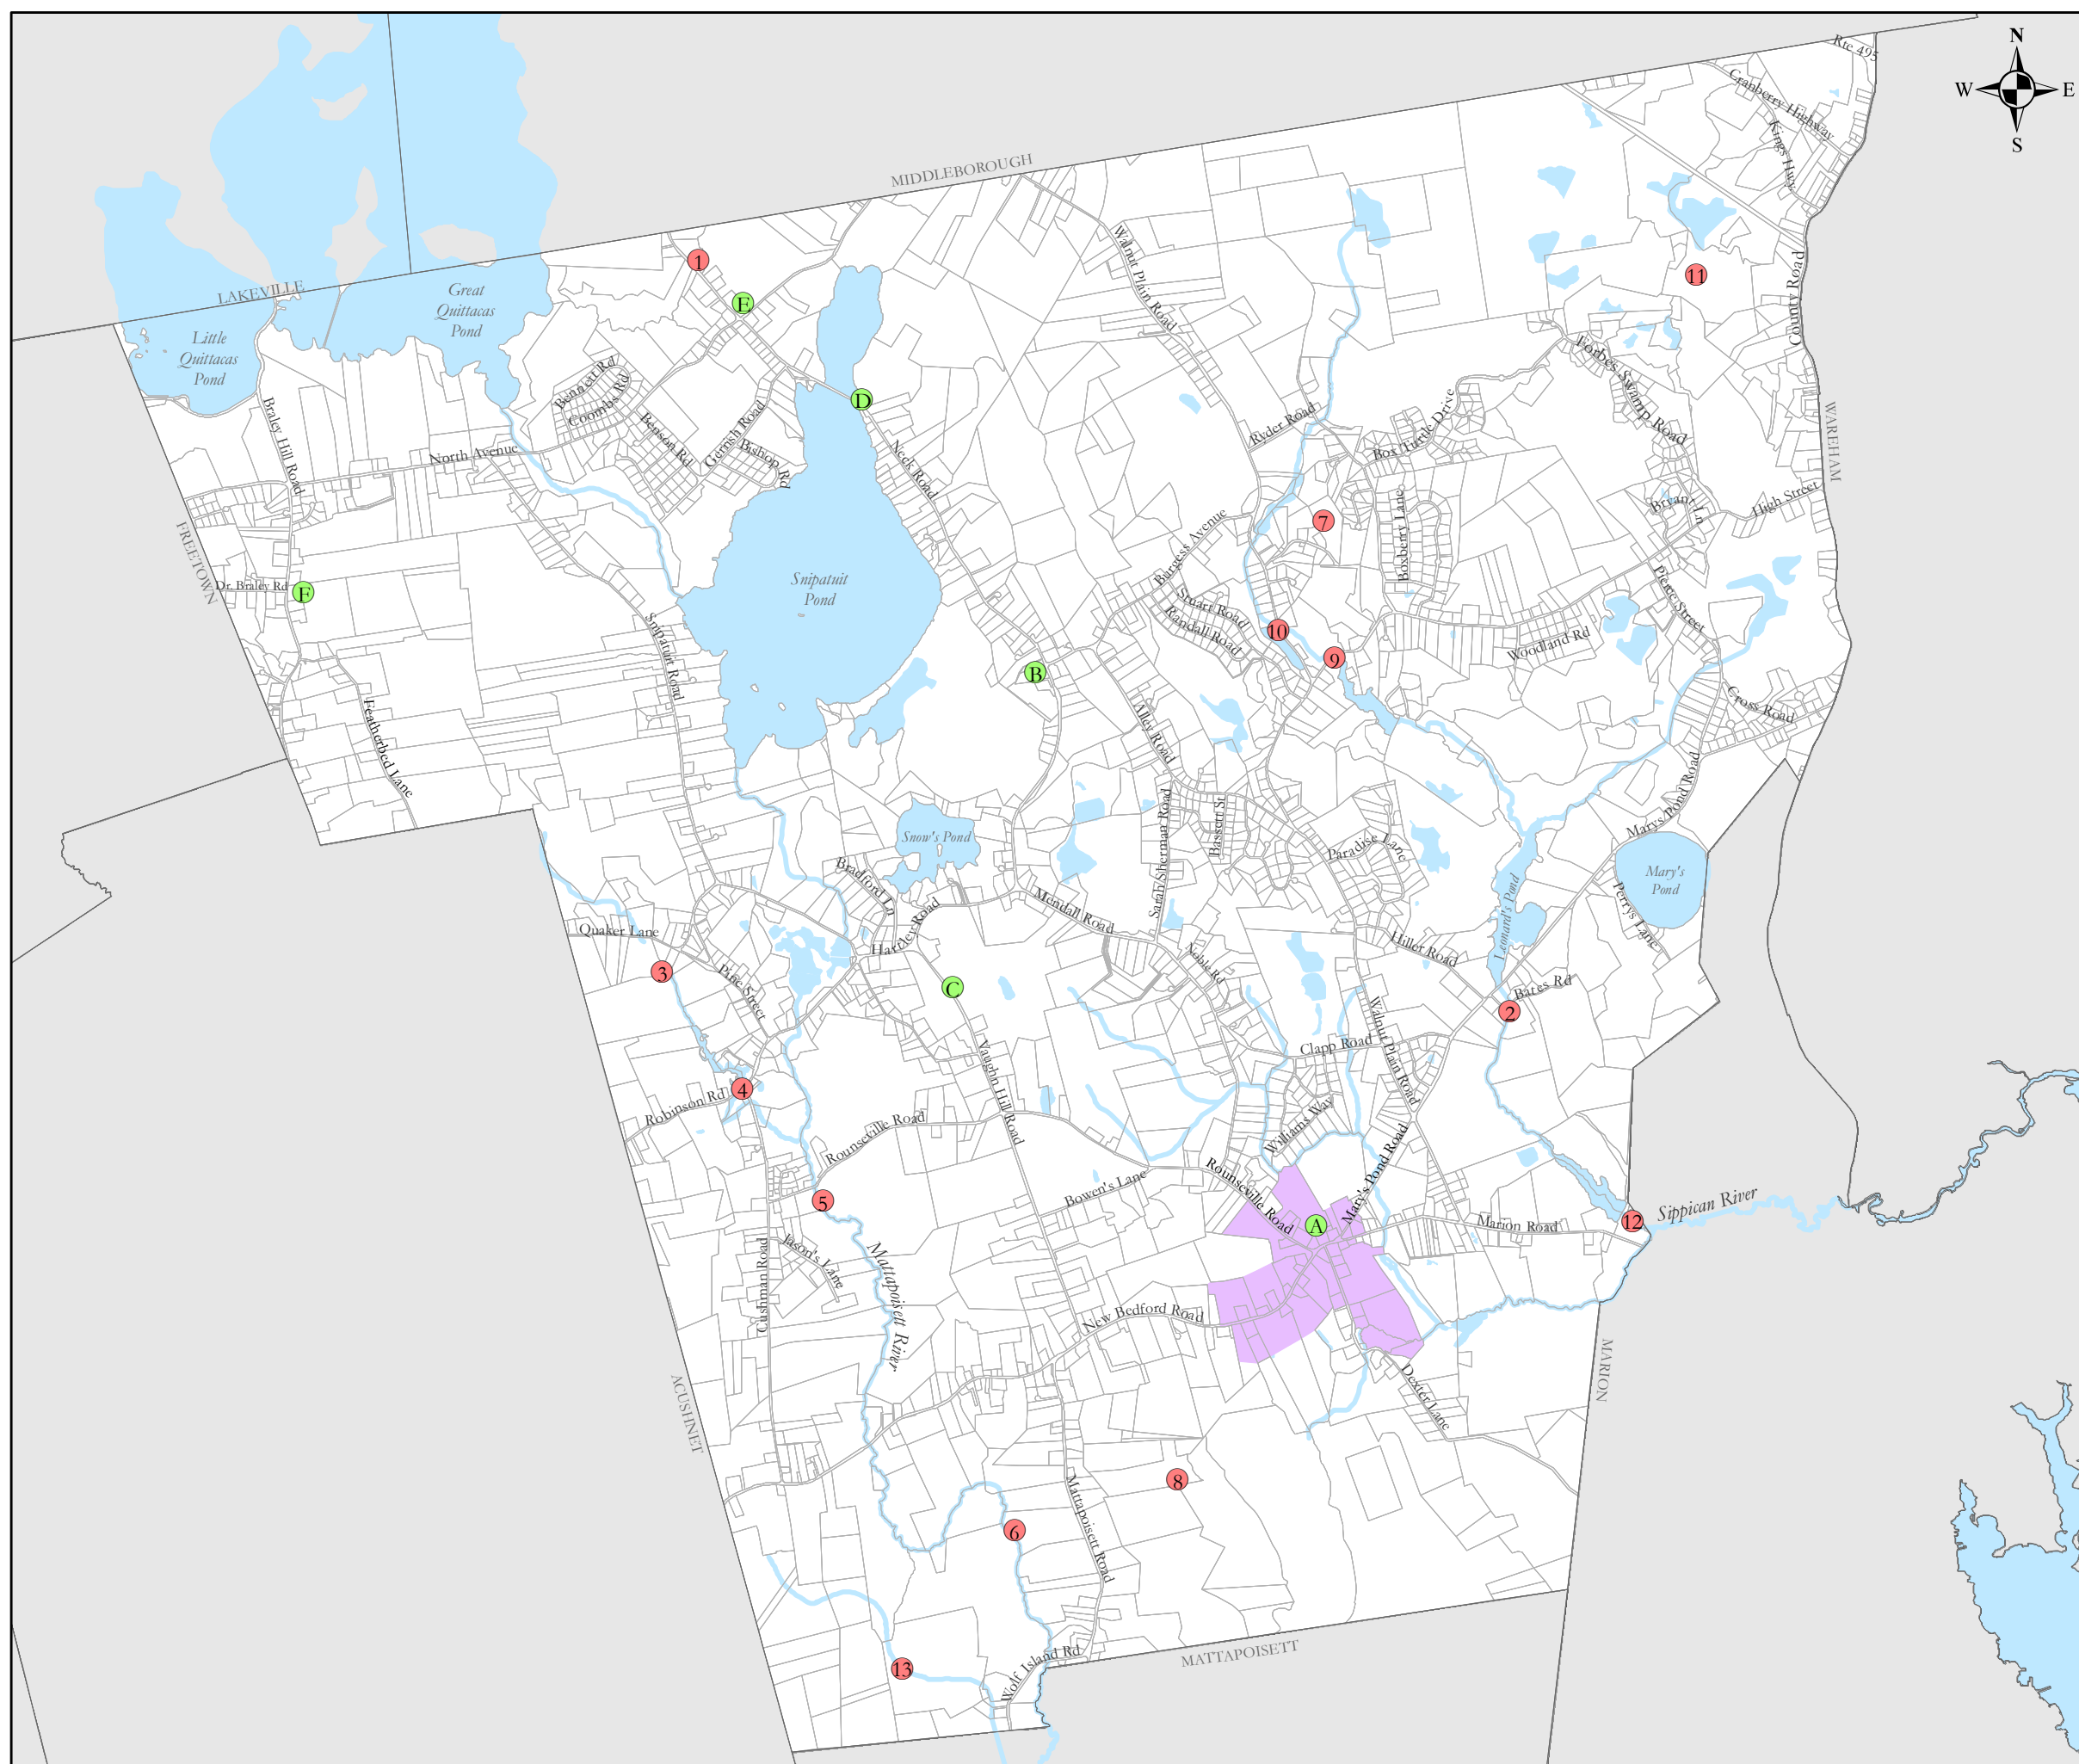 Rte 495
N
W
E
S
Cranberry Highway
Kings Hwy.
MIDDLEBOROUGH
Walnut Plain Road
1
11
County Road
LAKEVILLE
Great
Quittacas
Pond
E
Little
Quittacas
Pond
Forbes Swamp Road
Bennett Rd
Coombs Rd
D
Braley Hill Road
Benson Rd
Gerrish Road
Bishop Rd
Neck Road
Ryder Road
Box Turtle Drive
WAREHAM
North Avenue
High Street
Bryant Ln
7
Boxberry Lane
FREETOWN
Burgess Avenue
Dr. Braley Rd
F
Snipatuit
Pond
Stuart Road
Randall Road
Pierce Street
10
Woodland Rd
9
Snipatuit Road
B
Cross Road
Featherbed Lane
Alley Road
Marys Pond Road
Sarah Sherman Road
Bassett St
Snow's Pond
Paradise Lane
Mary's
Pond
Bradford Ln
Hartley Road
Mendall Road
Perrys Lane
Leonard's Pond
Quaker Lane
Noble Rd
Hiller Road
3
Pine Street
C
Bates Rd
2
Walnut Plain Road
Clapp Road
Vaughn Hill Road
4
Robinson Rd
Rounseville Road
Williams Way
Mary's Pond Road
Rounseville Road
Bowen's Lane
5
A
Marion Road
12
Sippican River
Jason's Lane
Mattapoisett River
Cushman Road
New Bedford Road
MARION
Dexter Lane
ACUSHNET
8
Mattapoisett Road
6
Wolf Island Rd
MATTAPOISETT
13